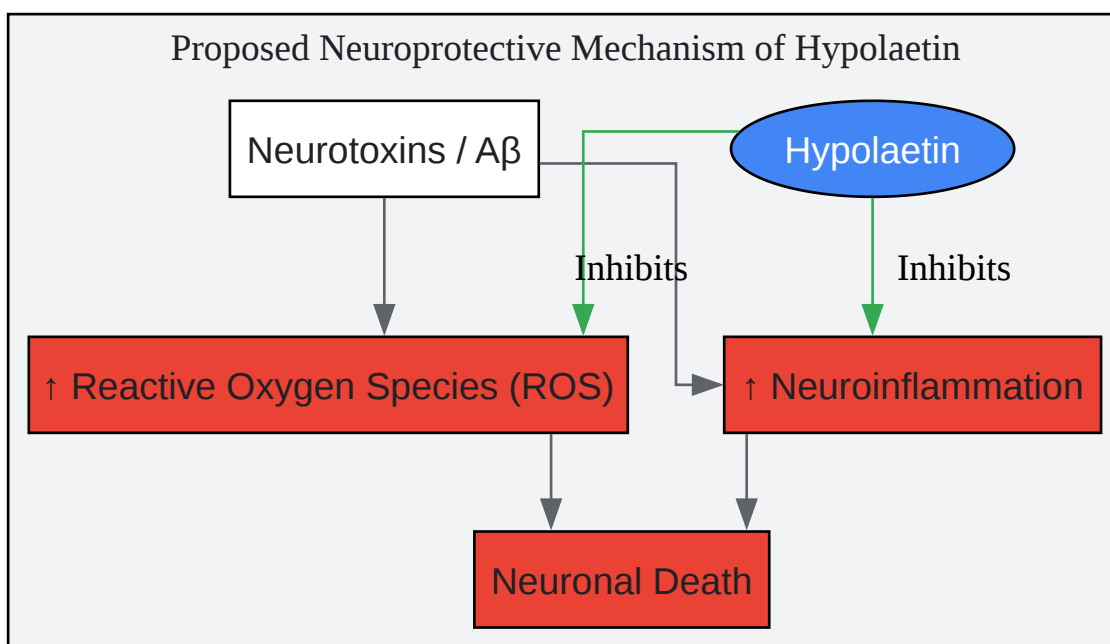 Proposed Neuroprotective Mechanism of Hypolaetin
Neurotoxins / Aβ
Hypolaetin
Inhibits
Inhibits
↑ Reactive Oxygen Species (ROS)
↑ Neuroinflammation
Neuronal Death